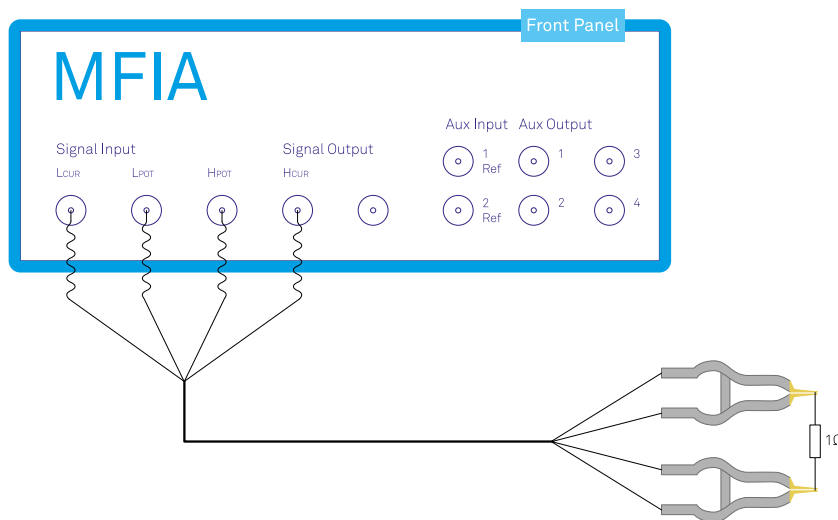 Front Panel
MFIA
Aux Input Aux Output
Signal Input Signal Output
LCUR LPOT HPOT HCUR
1 Ref 1 3
2 Ref 2 4
1Ω